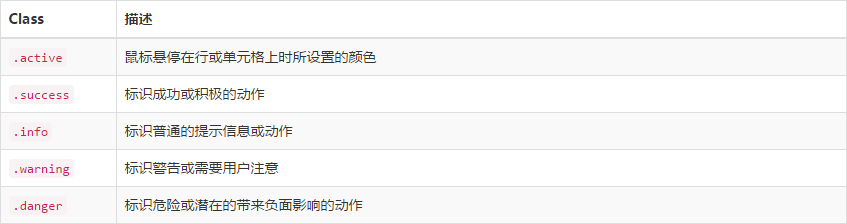 Class 描述
.active 鼠标悬停在行或单元格上时所设置的颜色
.success 标识成功或积极的动作
.info 标识普通的提示信息或动作
.warning 标识警告或需要用户注意
.danger 标识危险或潜在的带来负面影响的动作